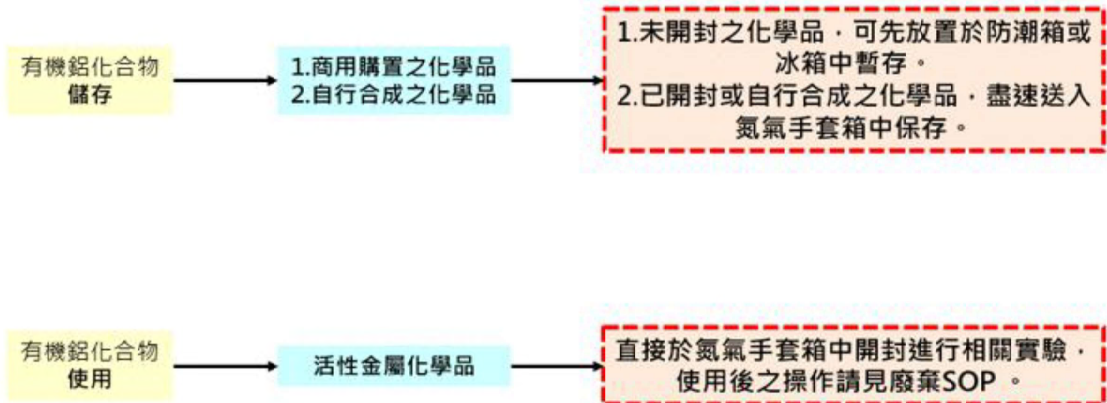 有機鋁化合物
儲存
1.商用購置之化學品
2.自行合成之化學品
1.未開封之化學品，可先放置於防潮箱或
冰箱中暫存。
2.已開封或自行合成之化學品，盡速送入
氮氣手套箱中保存。
有機鋁化合物
使用
活性金屬化學品
直接於氮氣手套箱中開封進行相關實驗，
使用後之操作請見廢棄SOP。